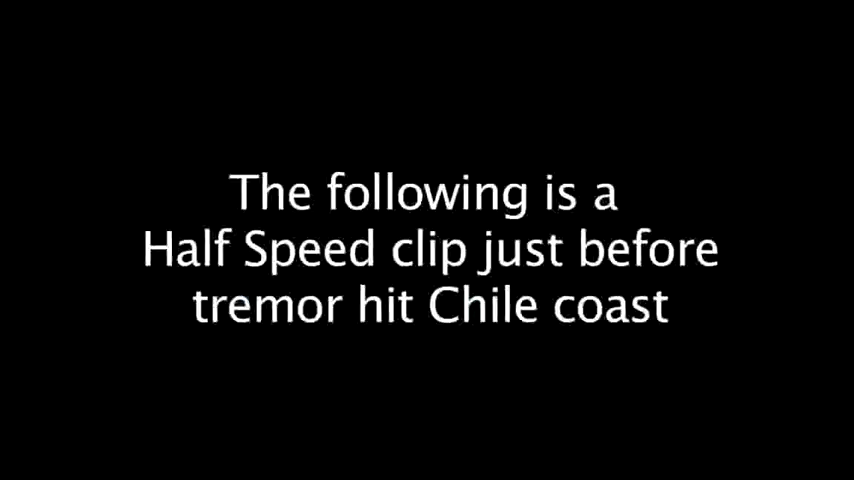 The following is a
Half Speed clip just before
tremor hit Chile coast